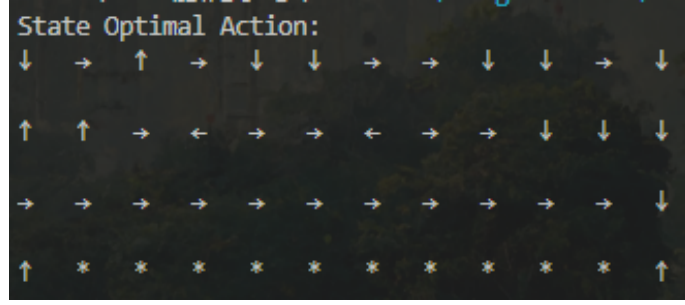 State Optimal Action:
↓ → ↑ → ↓ ↓ → → ↓ ↓ → ↓
↑ ↑ → ← → → ← → → ↓ ↓ ↓
→ → → → → → → → → → → ↓
↑ * * * * * * * * * * ↑